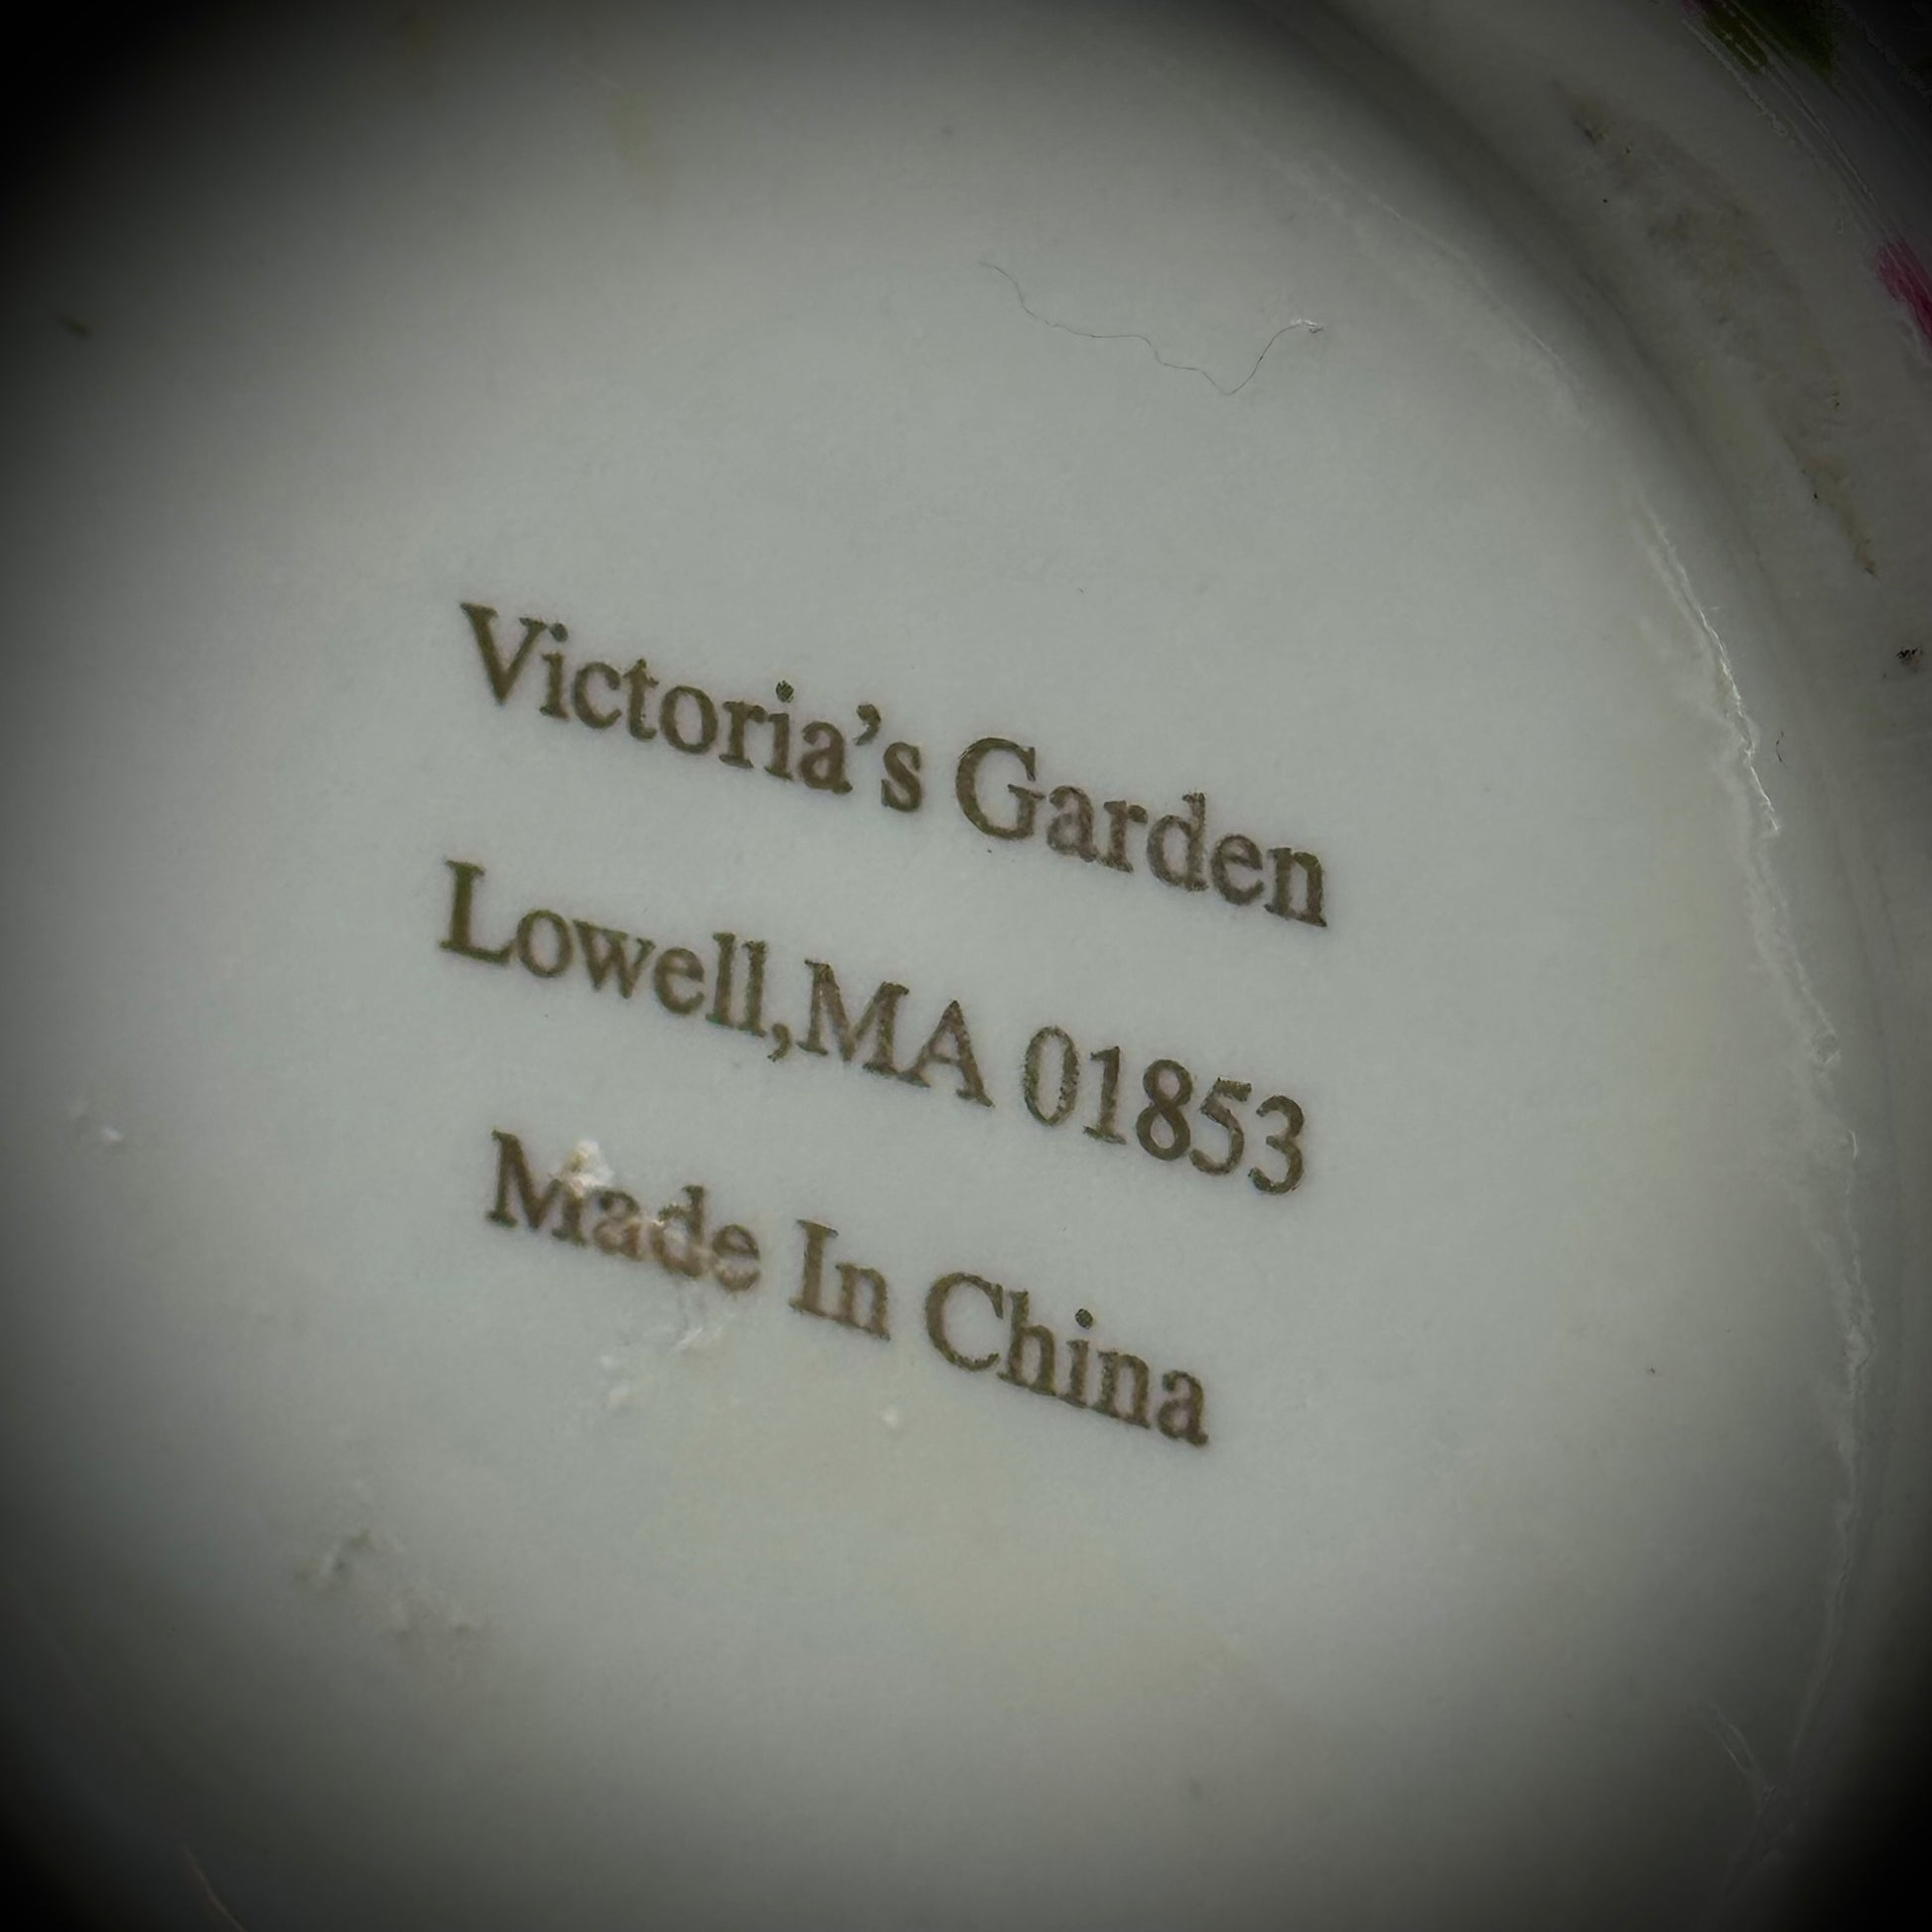 Victoria’s Garden
Lowell,MA 01853
Made In China